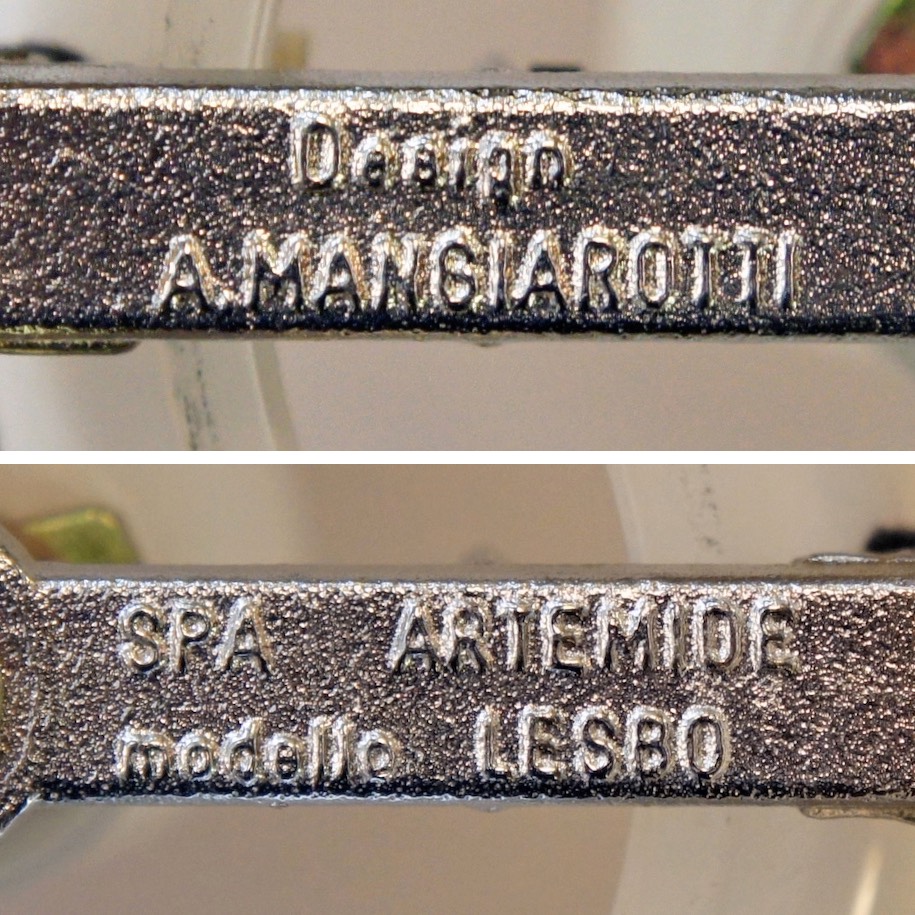 Design
A.MANGIAROTTI
SPA ARTEMIDE
modello LESBO